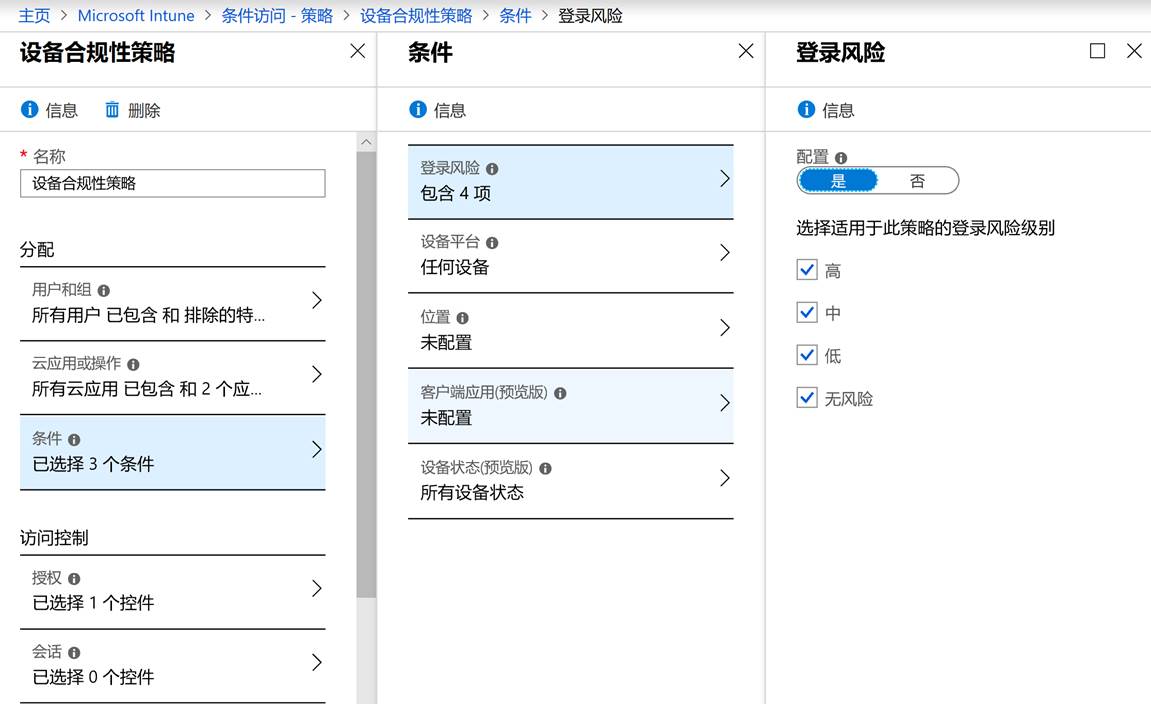 主页 > Microsoft Intune > 条件访问 - 策略 > 设备合规性策略 > 条件 > 登录风险
设备合规性策略
信息 删除
* 名称
设备合规性策略
分配
用户和组
所有用户 已包含 和 排除的特...
云应用或操作
所有云应用 已包含 和 2 个应...
条件
已选择 3 个条件
访问控制
授权
已选择 1 个控件
会话
已选择 0 个控件
条件
信息
登录风险
包含 4 项
设备平台
任何设备
位置
未配置
客户端应用(预览版)
未配置
设备状态(预览版)
所有设备状态
登录风险
信息
配置
是 否
选择适用于此策略的登录风险级别
高
中
低
无风险